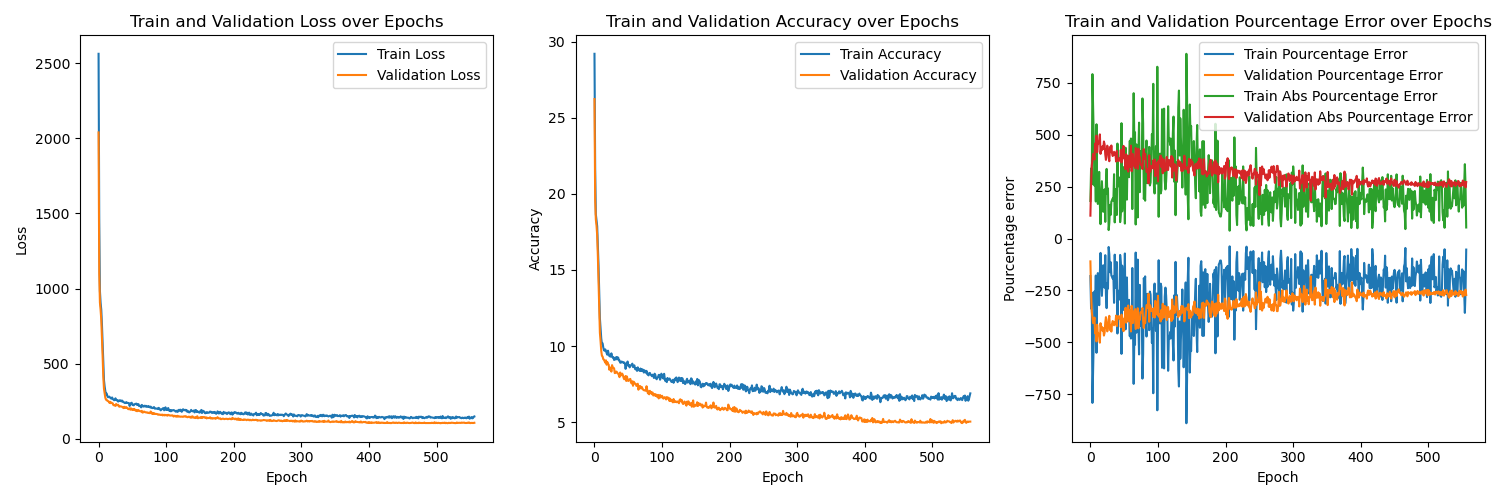 Train and Validation Loss over Epochs
Train Loss
Validation Loss
Loss
2500
2000
1500
1000
500
0
0 100 200 300 400 500
Epoch
Train and Validation Accuracy over Epochs
Train Accuracy
Validation Accuracy
Accuracy
30
25
20
15
10
5
0 100 200 300 400 500
Epoch
Train and Validation Pourcentage Error over Epochs
Train Pourcentage Error
Validation Pourcentage Error
Train Abs Pourcentage Error
Validation Abs Pourcentage Error
Pourcentage error
750
500
250
0
−250
−500
−750
0 100 200 300 400 500
Epoch